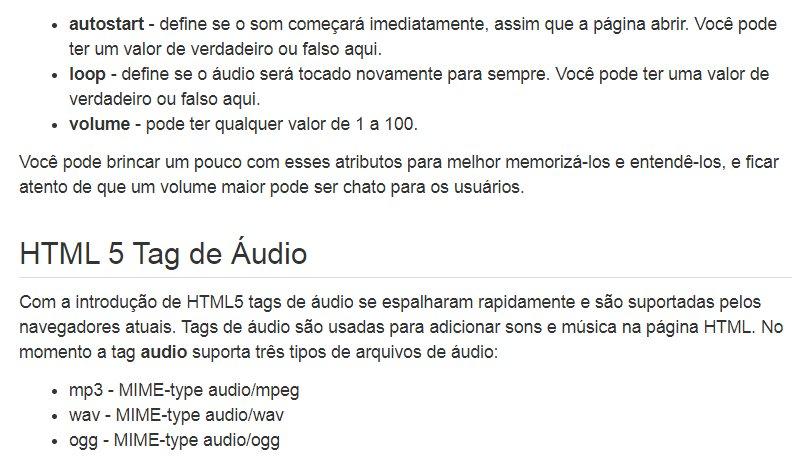 • autostart - define se o som começará imediatamente, assim que a página abrir. Você pode
ter um valor de verdadeiro ou falso aqui.
• loop - define se o áudio será tocado novamente para sempre. Você pode ter uma valor de
verdadeiro ou falso aqui.
• volume - pode ter qualquer valor de 1 a 100.
Você pode brincar um pouco com esses atributos para melhor memorizá-los e entendê-los, e ficar
atento de que um volume maior pode ser chato para os usuários.
HTML 5 Tag de Áudio
Com a introdução de HTML5 tags de áudio se espalharam rapidamente e são suportadas pelos
navegadores atuais. Tags de áudio são usadas para adicionar sons e música na página HTML. No
momento a tag audio suporta três tipos de arquivos de áudio:
• mp3 - MIME-type audio/mpeg
• wav - MIME-type audio/wav
• ogg - MIME-type audio/ogg